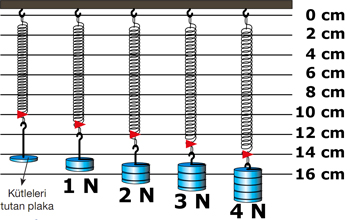 0 cm
2 cm
4 cm
6 cm
8 cm
10 cm
12 cm
14 cm
16 cm
Kütleleri
tutan plaka
1 N
2 N
3 N
4 N